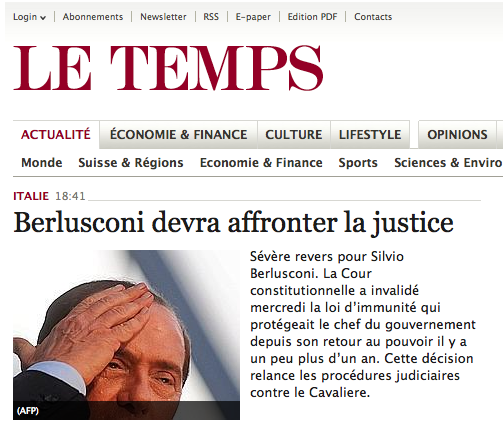 Login Abonnements Newsletter RSS E-paper Edition PDF Contacts
LE TEMPS
ACTUALITÉ ÉCONOMIE & FINANCE CULTURE LIFESTYLE OPINIONS
Monde Suisse & Régions Economie & Finance Sports Sciences & Enviro
ITALIE 18:41
Berlusconi devra affronter la justice
Sévère revers pour Silvio
Berlusconi. La Cour
constitutionnelle a invalidé
mercredi la loi d'immunité qui
protégeait le chef du gouvernement
depuis son retour au pouvoir il y a
un peu plus d'un an. Cette décision
relance les procédures judiciaires
contre le Cavaliere.
(AFP)